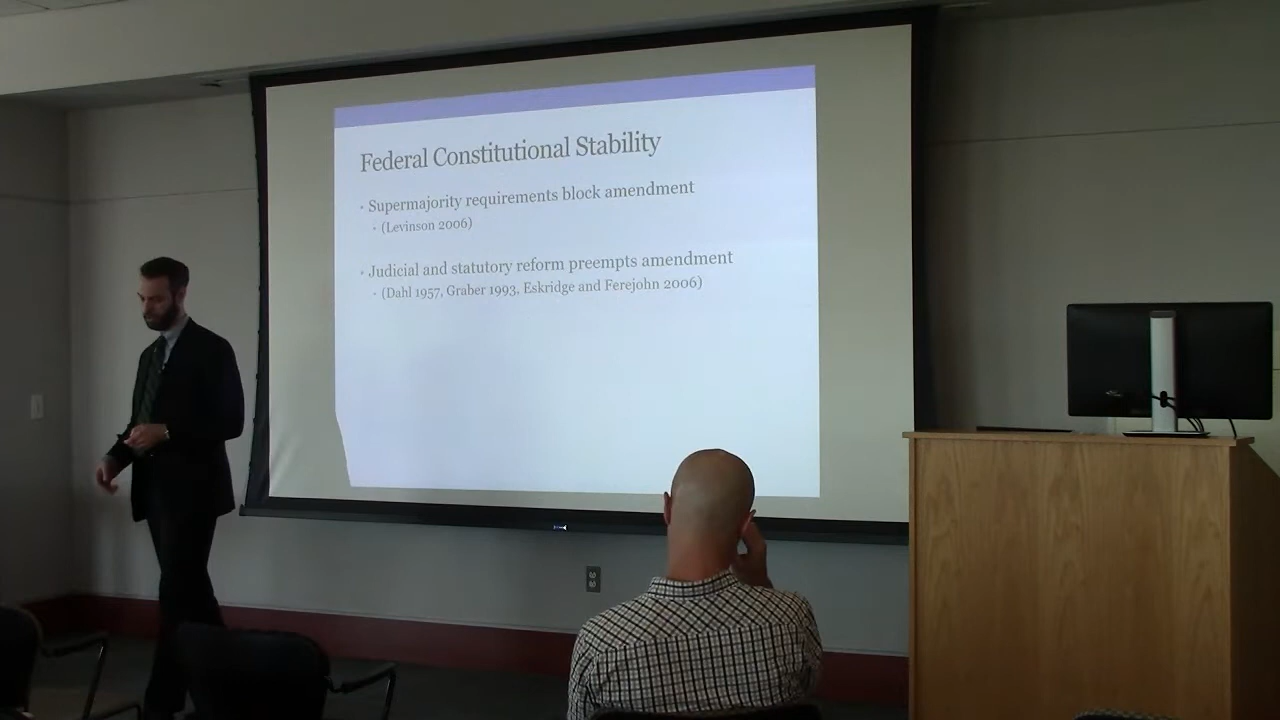 Federal Constitutional Stability
• Supermajority requirements block amendment
• (Levinson 2006)
• Judicial and statutory reform preempts amendment
• (Dahl 1957, Graber 1993, Eskridge and Ferejohn 2006)